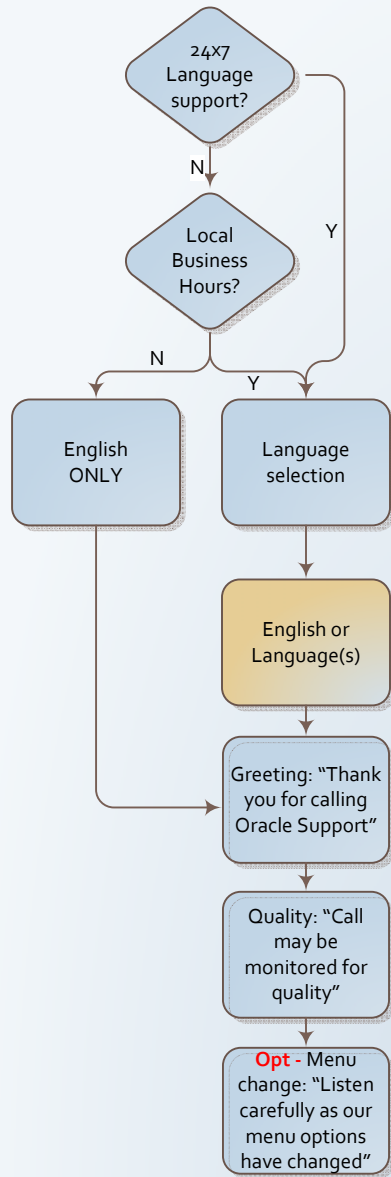 24x7
Language
support?
N
Y
Local
Business
Hours?
N
Y
English
ONLY
Language
selection
English or
Language(s)
Greeting: “Thank
you for calling
Oracle Support”
Quality: “Call
may be
monitored for
quality”
Opt - Menu
change: “Listen
carefully as our
menu options
have changed”